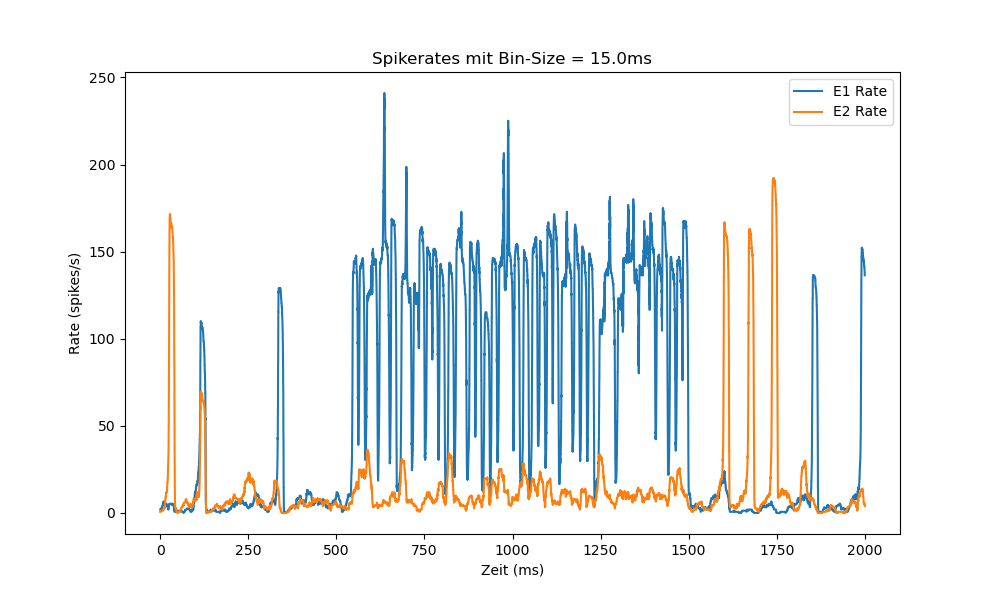 Spikerates mit Bin-Size = 15.0ms
E1 Rate
E2 Rate
Rate (spikes/s)
250
200
150
100
50
0
0 250 500 750 1000 1250 1500 1750 2000
Zeit (ms)